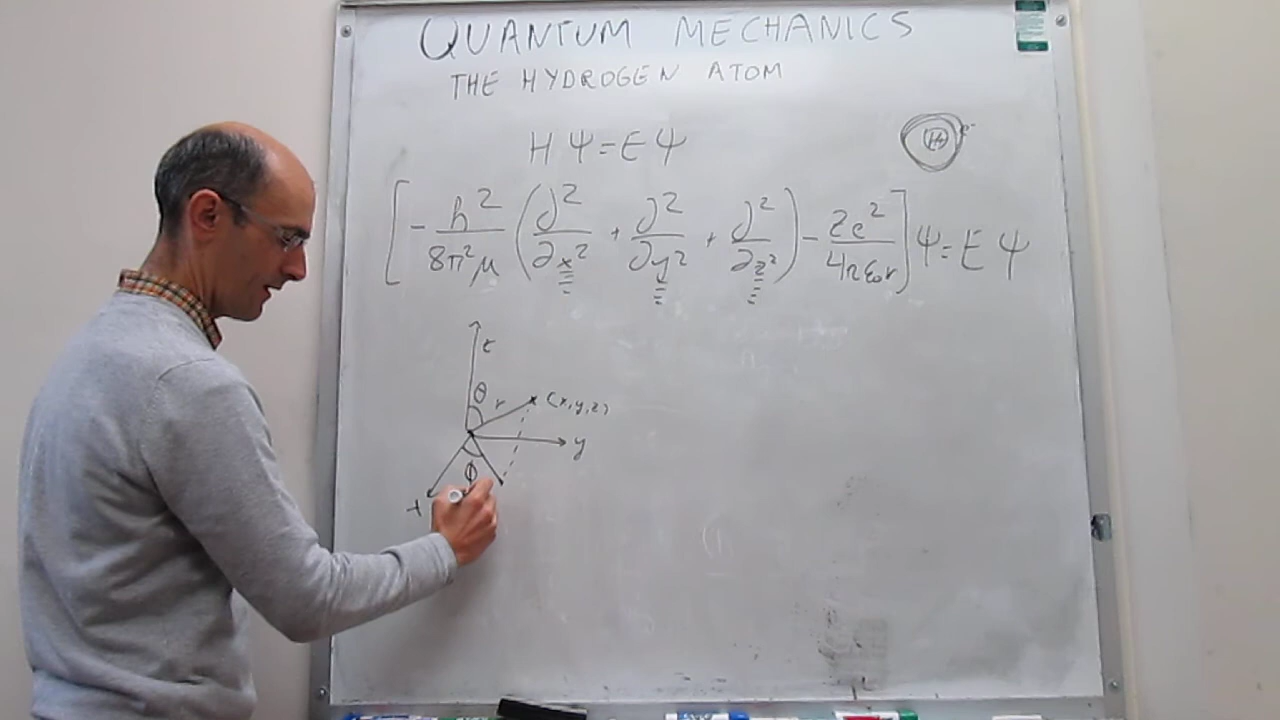 QUANTUM MECHANICS
THE HYDROGEN ATOM
HΨ=EΨ
e-
[-h²/8π²μ (∂²/∂x² + ∂²/∂y² + ∂²/∂z²) - Ze²/4πε₀r]Ψ=EΨ
z
θ
r (x,y,z)
y
φ
x